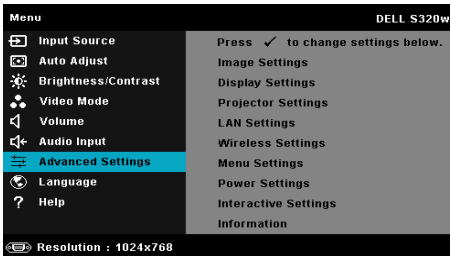 Menu DELL S320w
Input Source
Auto Adjust
Brightness/Contrast
Video Mode
Volume
Audio Input
Advanced Settings
Language
? Help
Press ✓ to change settings below.
Image Settings
Display Settings
Projector Settings
LAN Settings
Wireless Settings
Menu Settings
Power Settings
Interactive Settings
Information
Resolution : 1024x768